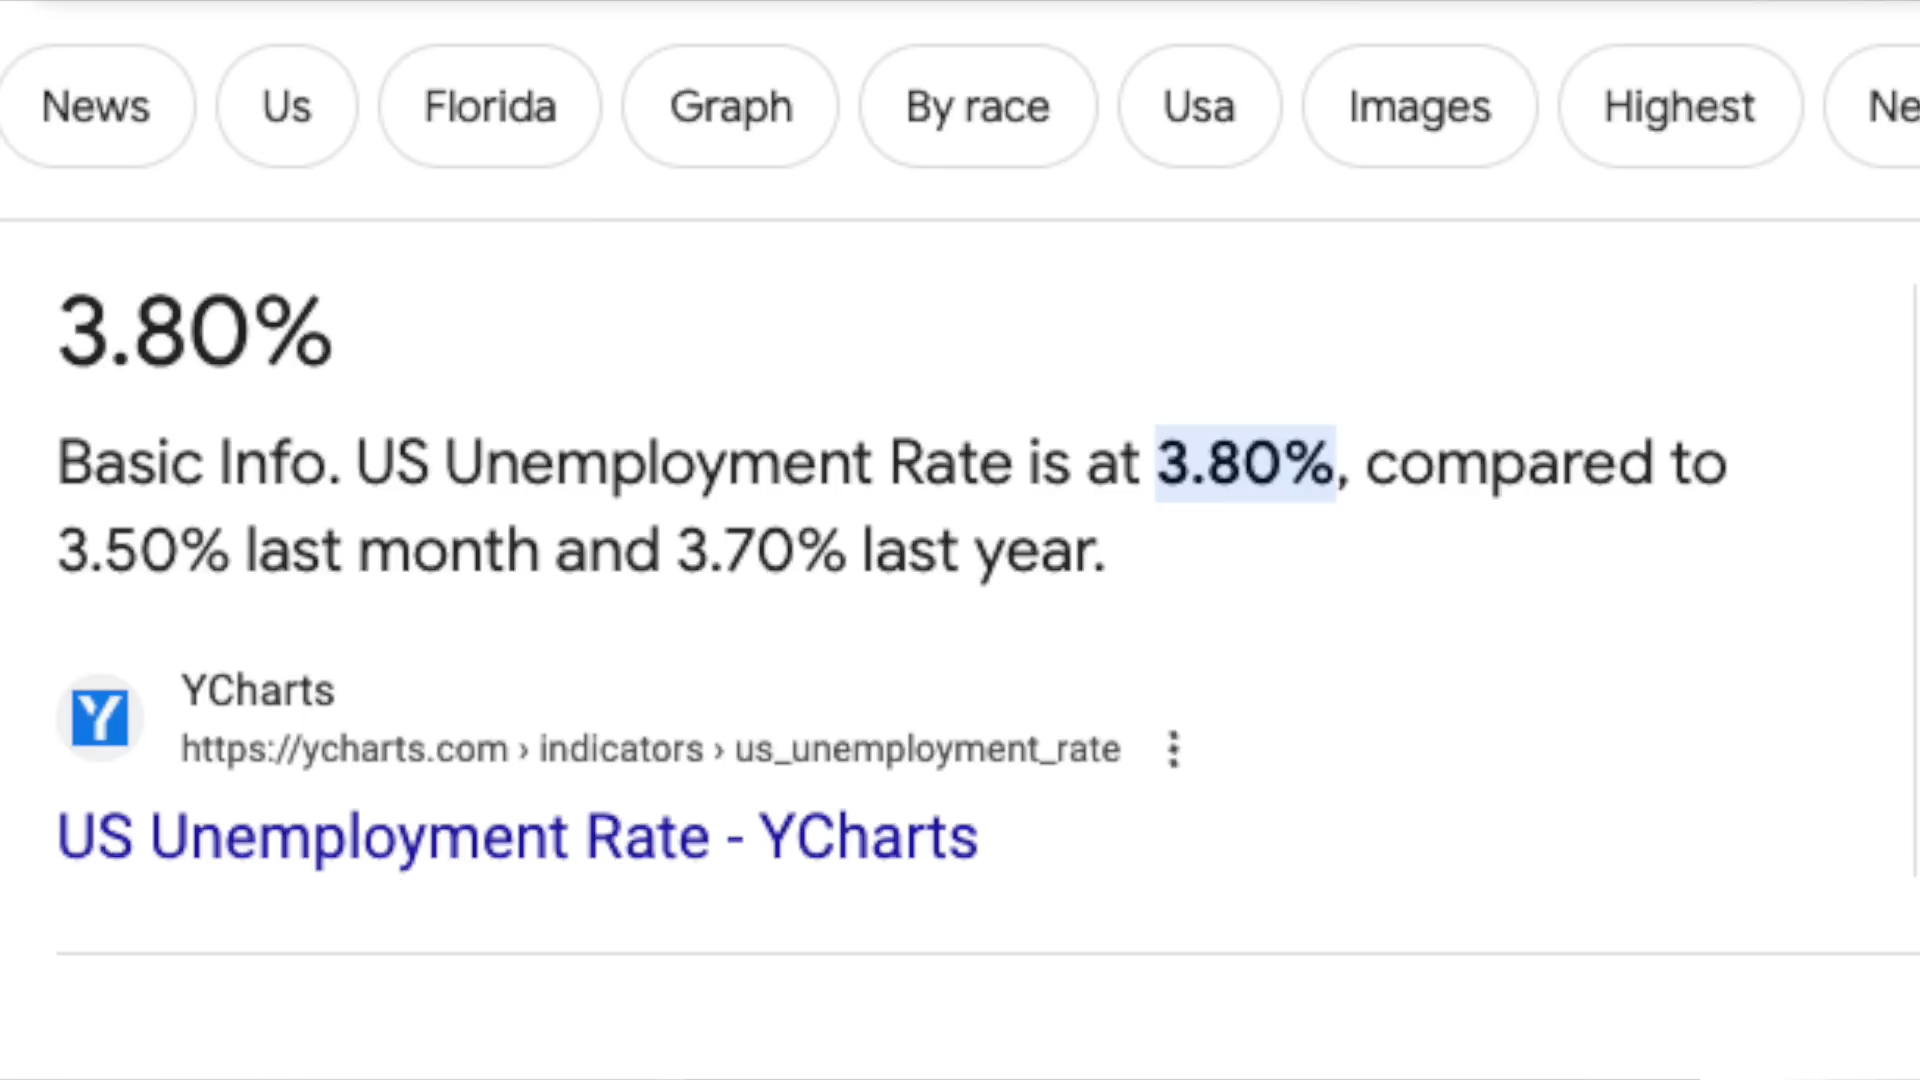 News Us Florida Graph By race Usa Images Highest Ne
3.80%
Basic Info. US Unemployment Rate is at 3.80%, compared to
3.50% last month and 3.70% last year.
Y
YCharts
https://ycharts.com › indicators › us_unemployment_rate
US Unemployment Rate - YCharts